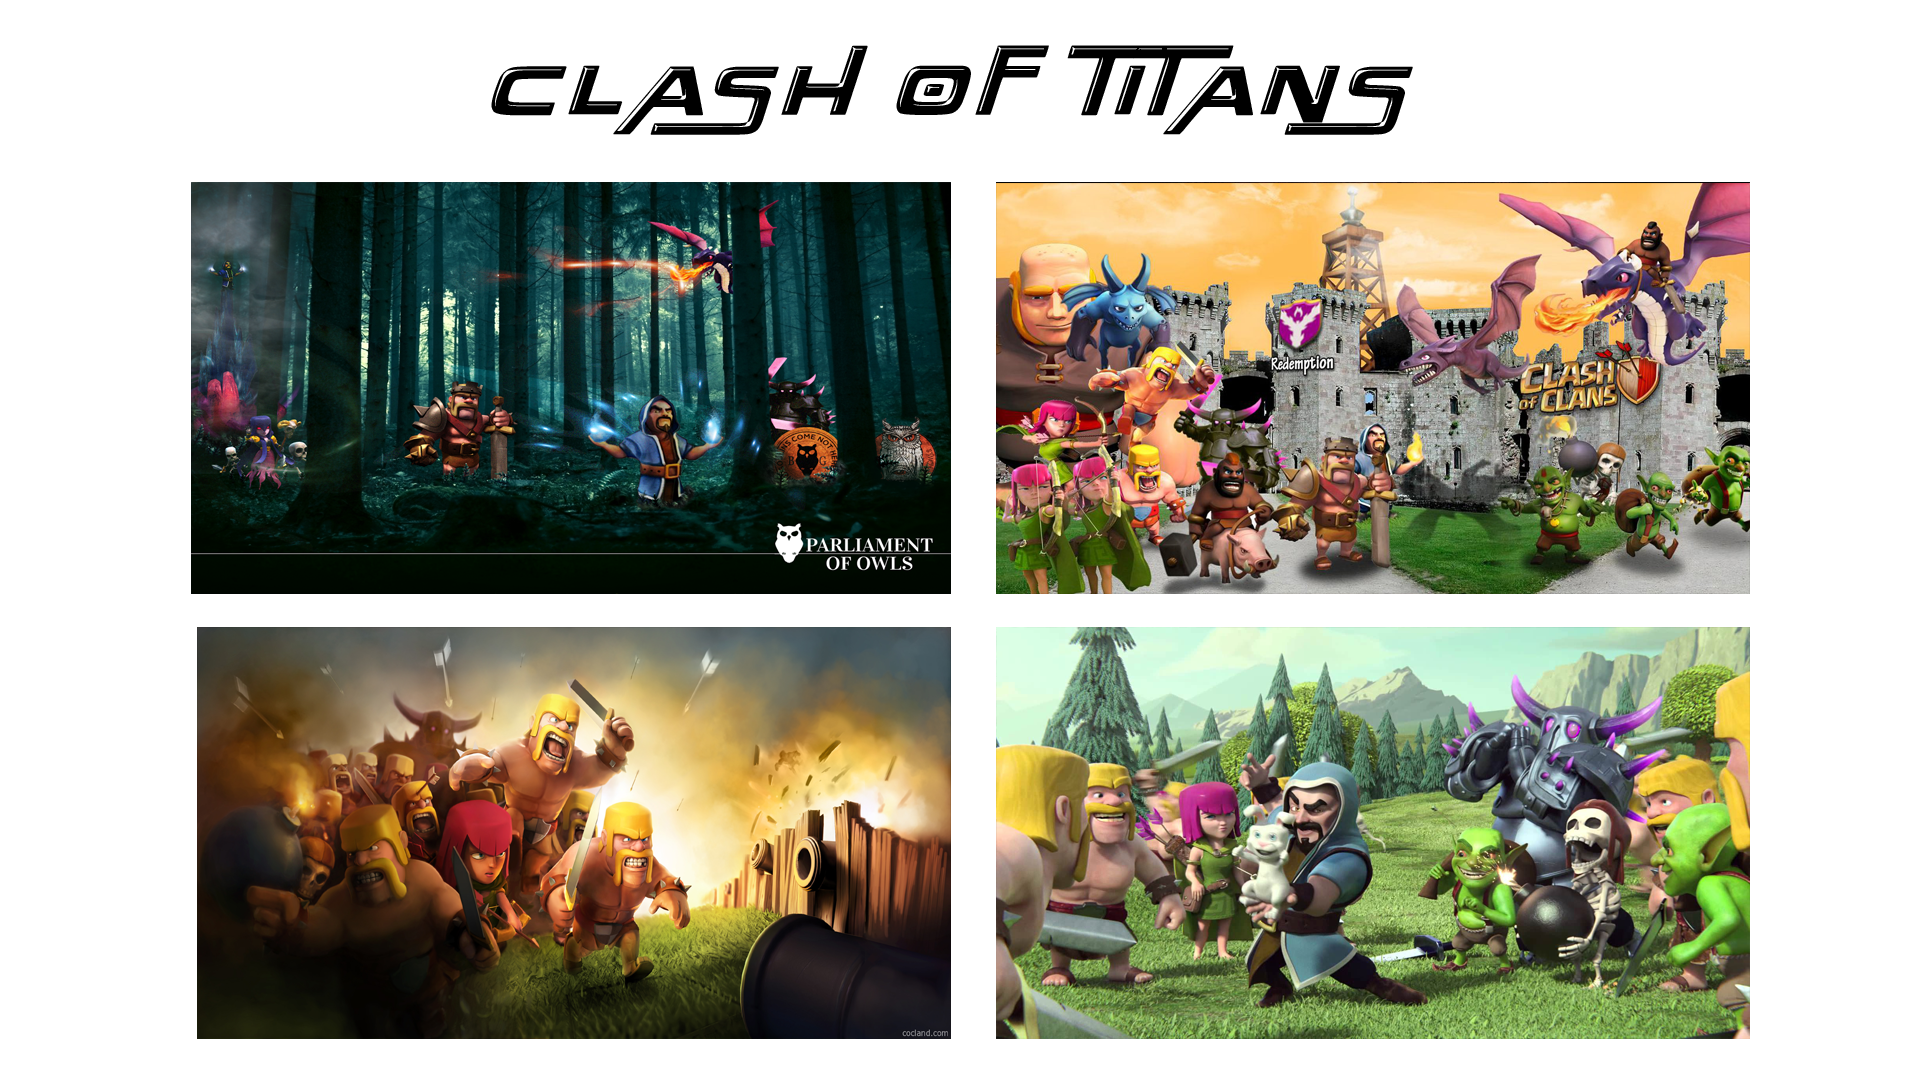 CLASH OF TITANS
PARLIAMENT
OF OWLS
Redemption
CLASH
OF CLANS
cocland.com